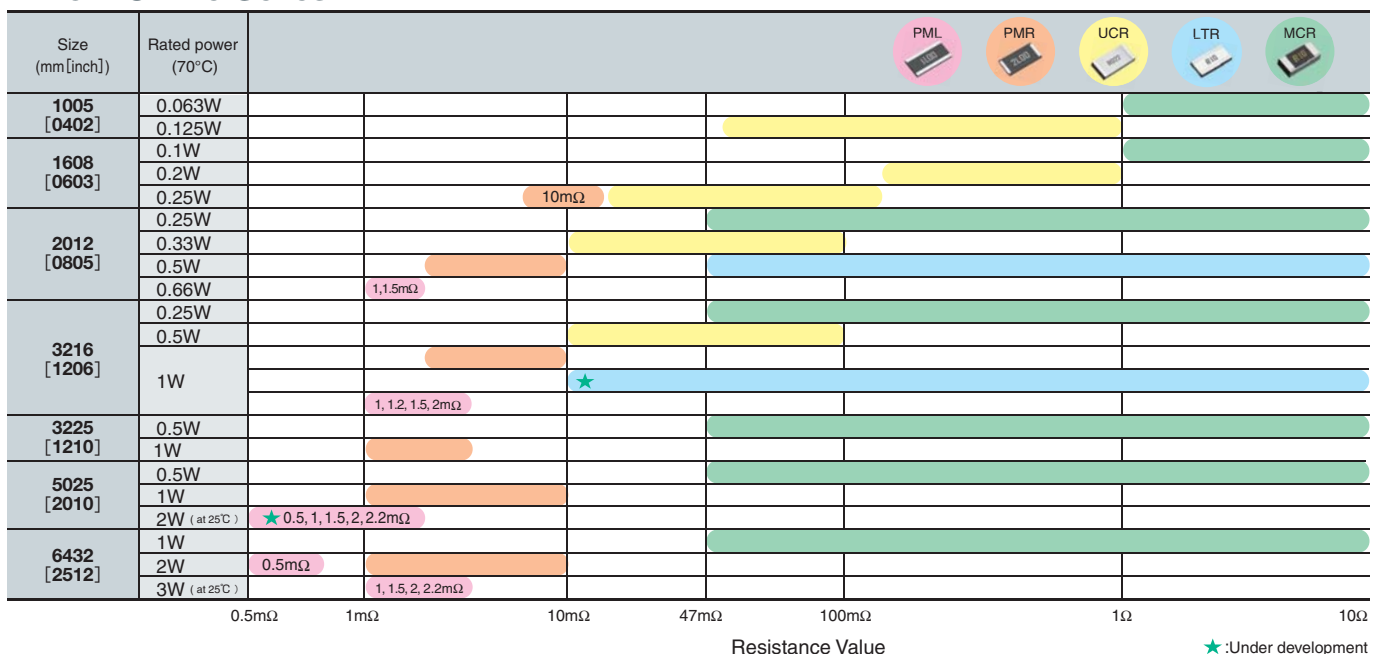 Size
(mm[inch])
Rated power
(70°C)
PML
PMR
UCR
LTR
MCR
1005
[0402]
0.063W
0.125W
1608
[0603]
0.1W
0.2W
0.25W
10mΩ
2012
[0805]
0.25W
0.33W
0.5W
0.66W
1,1.5mΩ
3216
[1206]
0.25W
0.5W
1W
★
1, 1.2, 1.5, 2mΩ
3225
[1210]
0.5W
1W
5025
[2010]
0.5W
1W
2W ( at 25℃ )
★ 0.5, 1, 1.5, 2, 2.2mΩ
6432
[2512]
1W
2W
0.5mΩ
3W ( at 25℃ )
1, 1.5, 2, 2.2mΩ
0.5mΩ 1mΩ 10mΩ 47mΩ 100mΩ 1Ω 10Ω
Resistance Value
★ :Under development